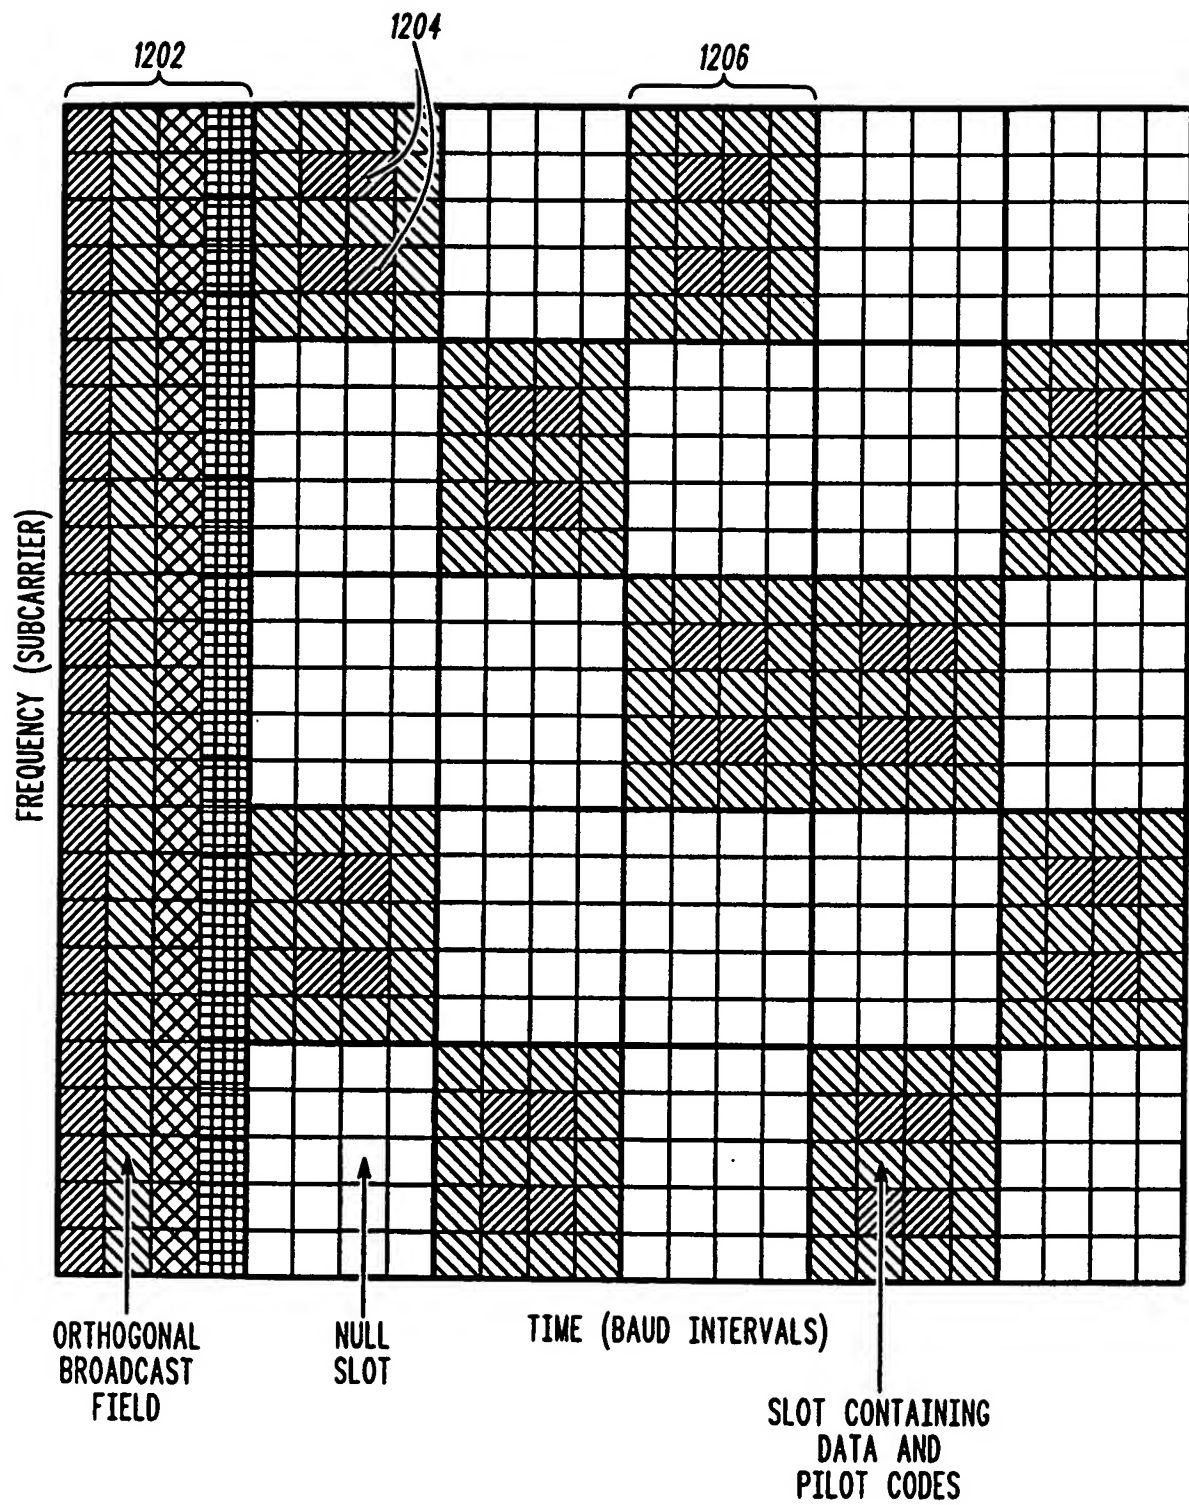 1202
1204
1206
FREQUENCY (SUBCARRIER)
ORTHOGONAL
BROADCAST
FIELD
NULL
SLOT
TIME (BAUD INTERVALS)
SLOT CONTAINING
DATA AND
PILOT CODES